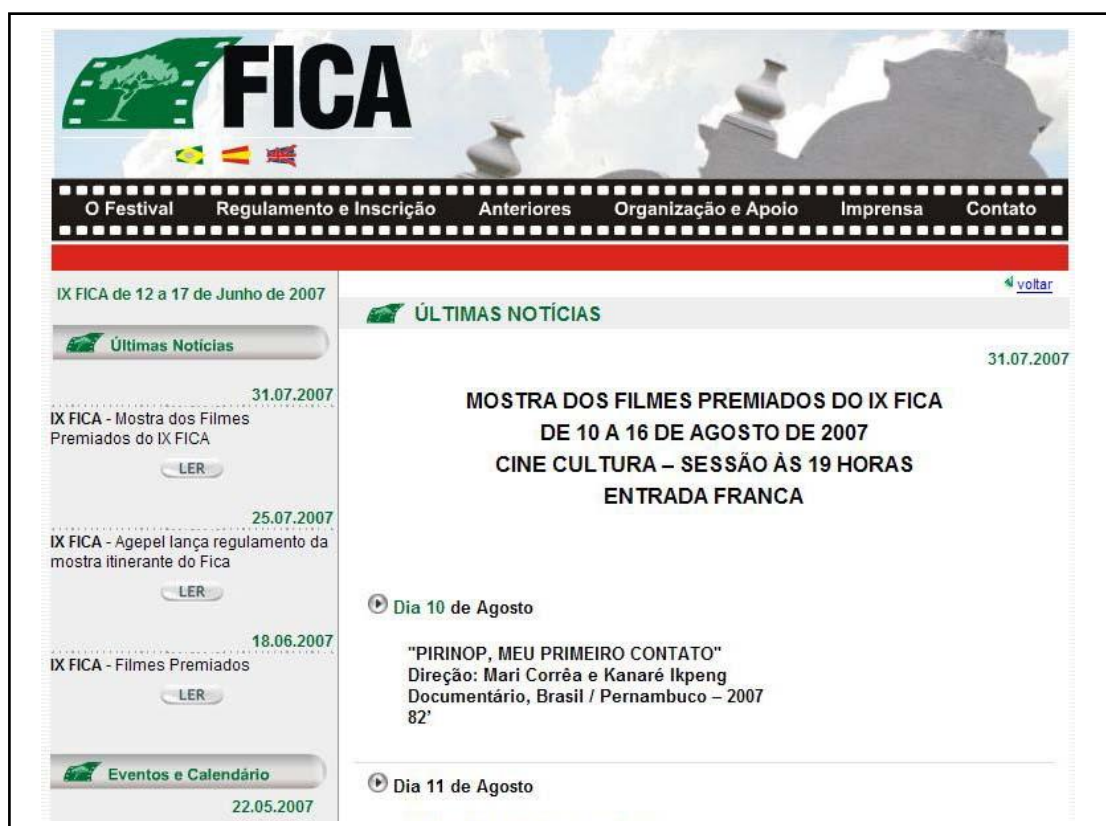 FICA
O Festival Regulamento e Inscrição Anteriores Organização e Apoio Imprensa Contato
IX FICA de 12 a 17 de Junho de 2007
Últimas Notícias
31.07.2007
IX FICA - Mostra dos Filmes
Premiados do IX FICA
LER
25.07.2007
IX FICA - Agepel lança regulamento da
mostra itinerante do Fica
LER
18.06.2007
IX FICA - Filmes Premiados
LER
Eventos e Calendário
22.05.2007
voltar
ÚLTIMAS NOTÍCIAS
31.07.2007
MOSTRA DOS FILMES PREMIADOS DO IX FICA
DE 10 A 16 DE AGOSTO DE 2007
CINE CULTURA – SESSÃO ÀS 19 HORAS
ENTRADA FRANCA
Dia 10 de Agosto
"PIRINOP, MEU PRIMEIRO CONTATO"
Direção: Mari Corrêa e Kanaré Ikpeng
Documentário, Brasil / Pernambuco – 2007
82’
Dia 11 de Agosto